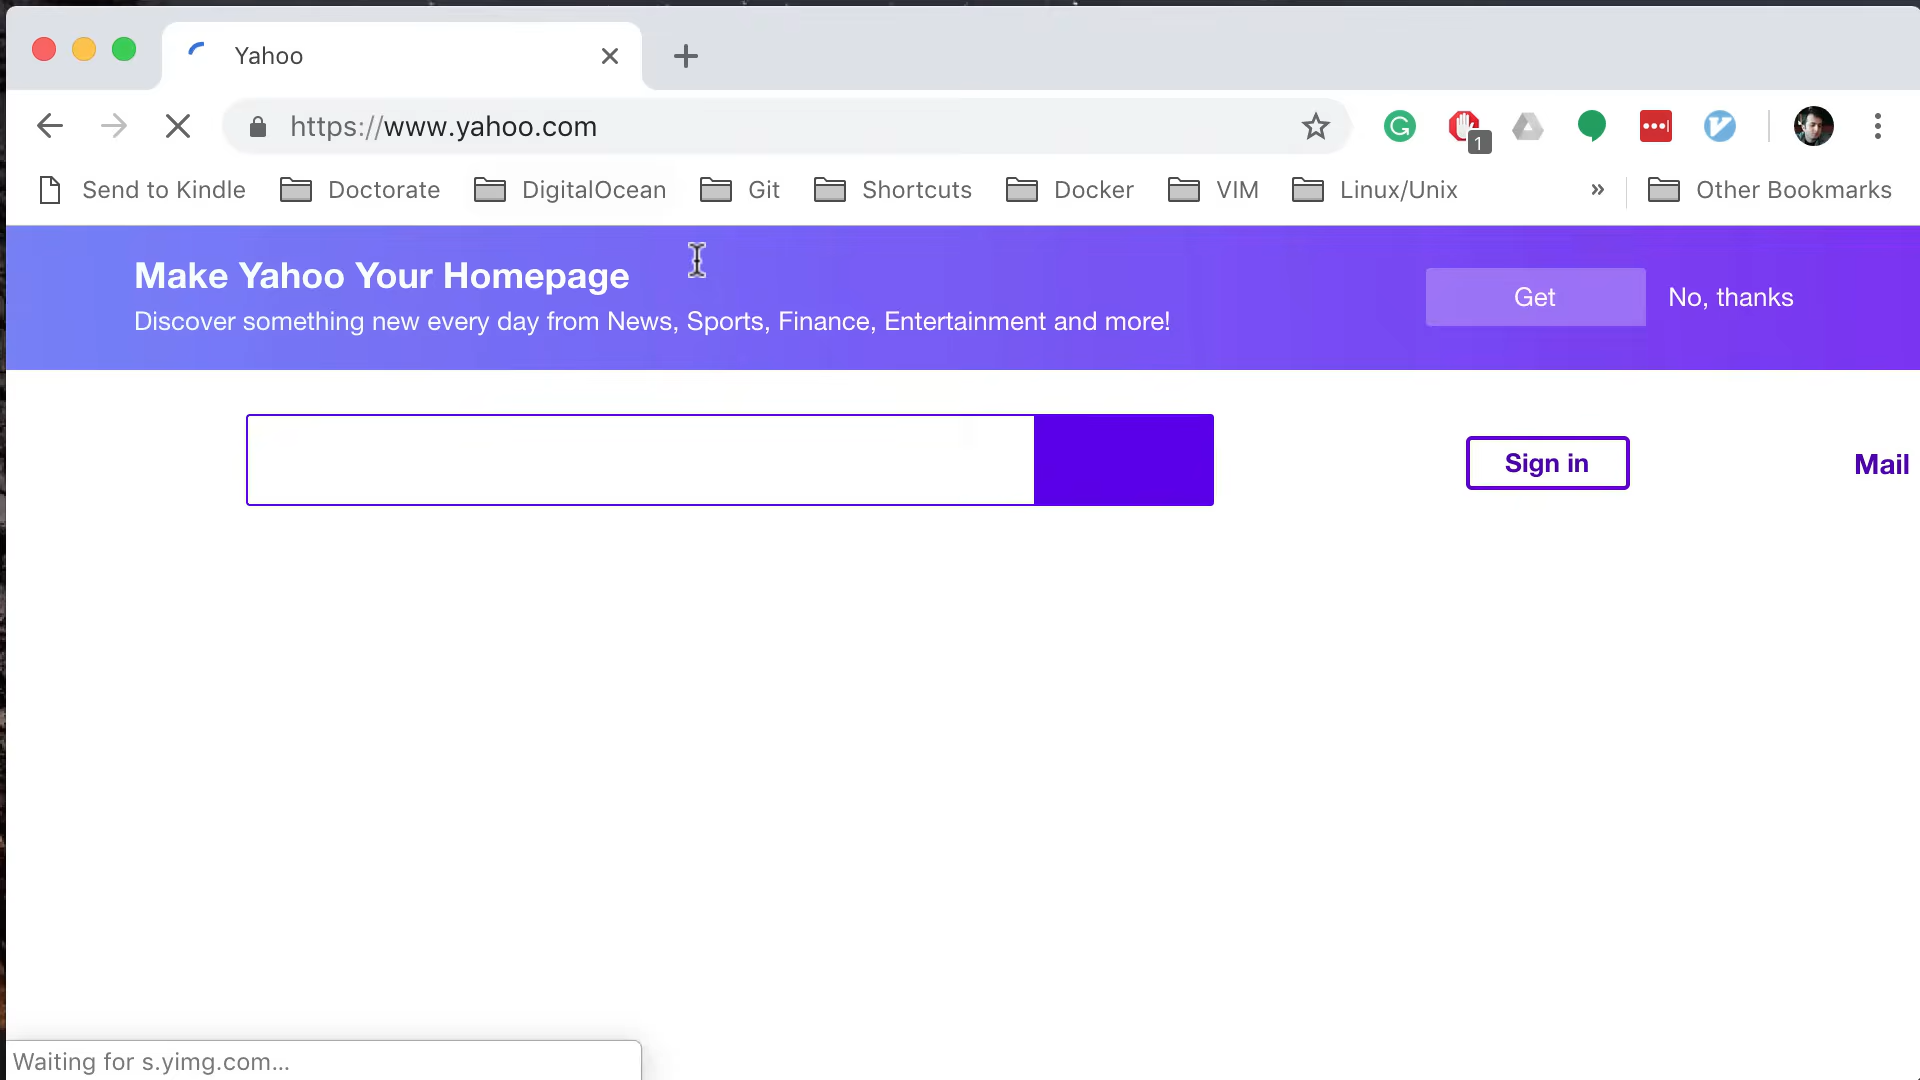 Yahoo
https://www.yahoo.com
1
Send to Kindle
Doctorate
DigitalOcean
Git
Shortcuts
Docker
VIM
Linux/Unix
»
Other Bookmarks
Make Yahoo Your Homepage
Discover something new every day from News, Sports, Finance, Entertainment and more!
Get
No, thanks
Sign in
Mail
Waiting for s.yimg.com...